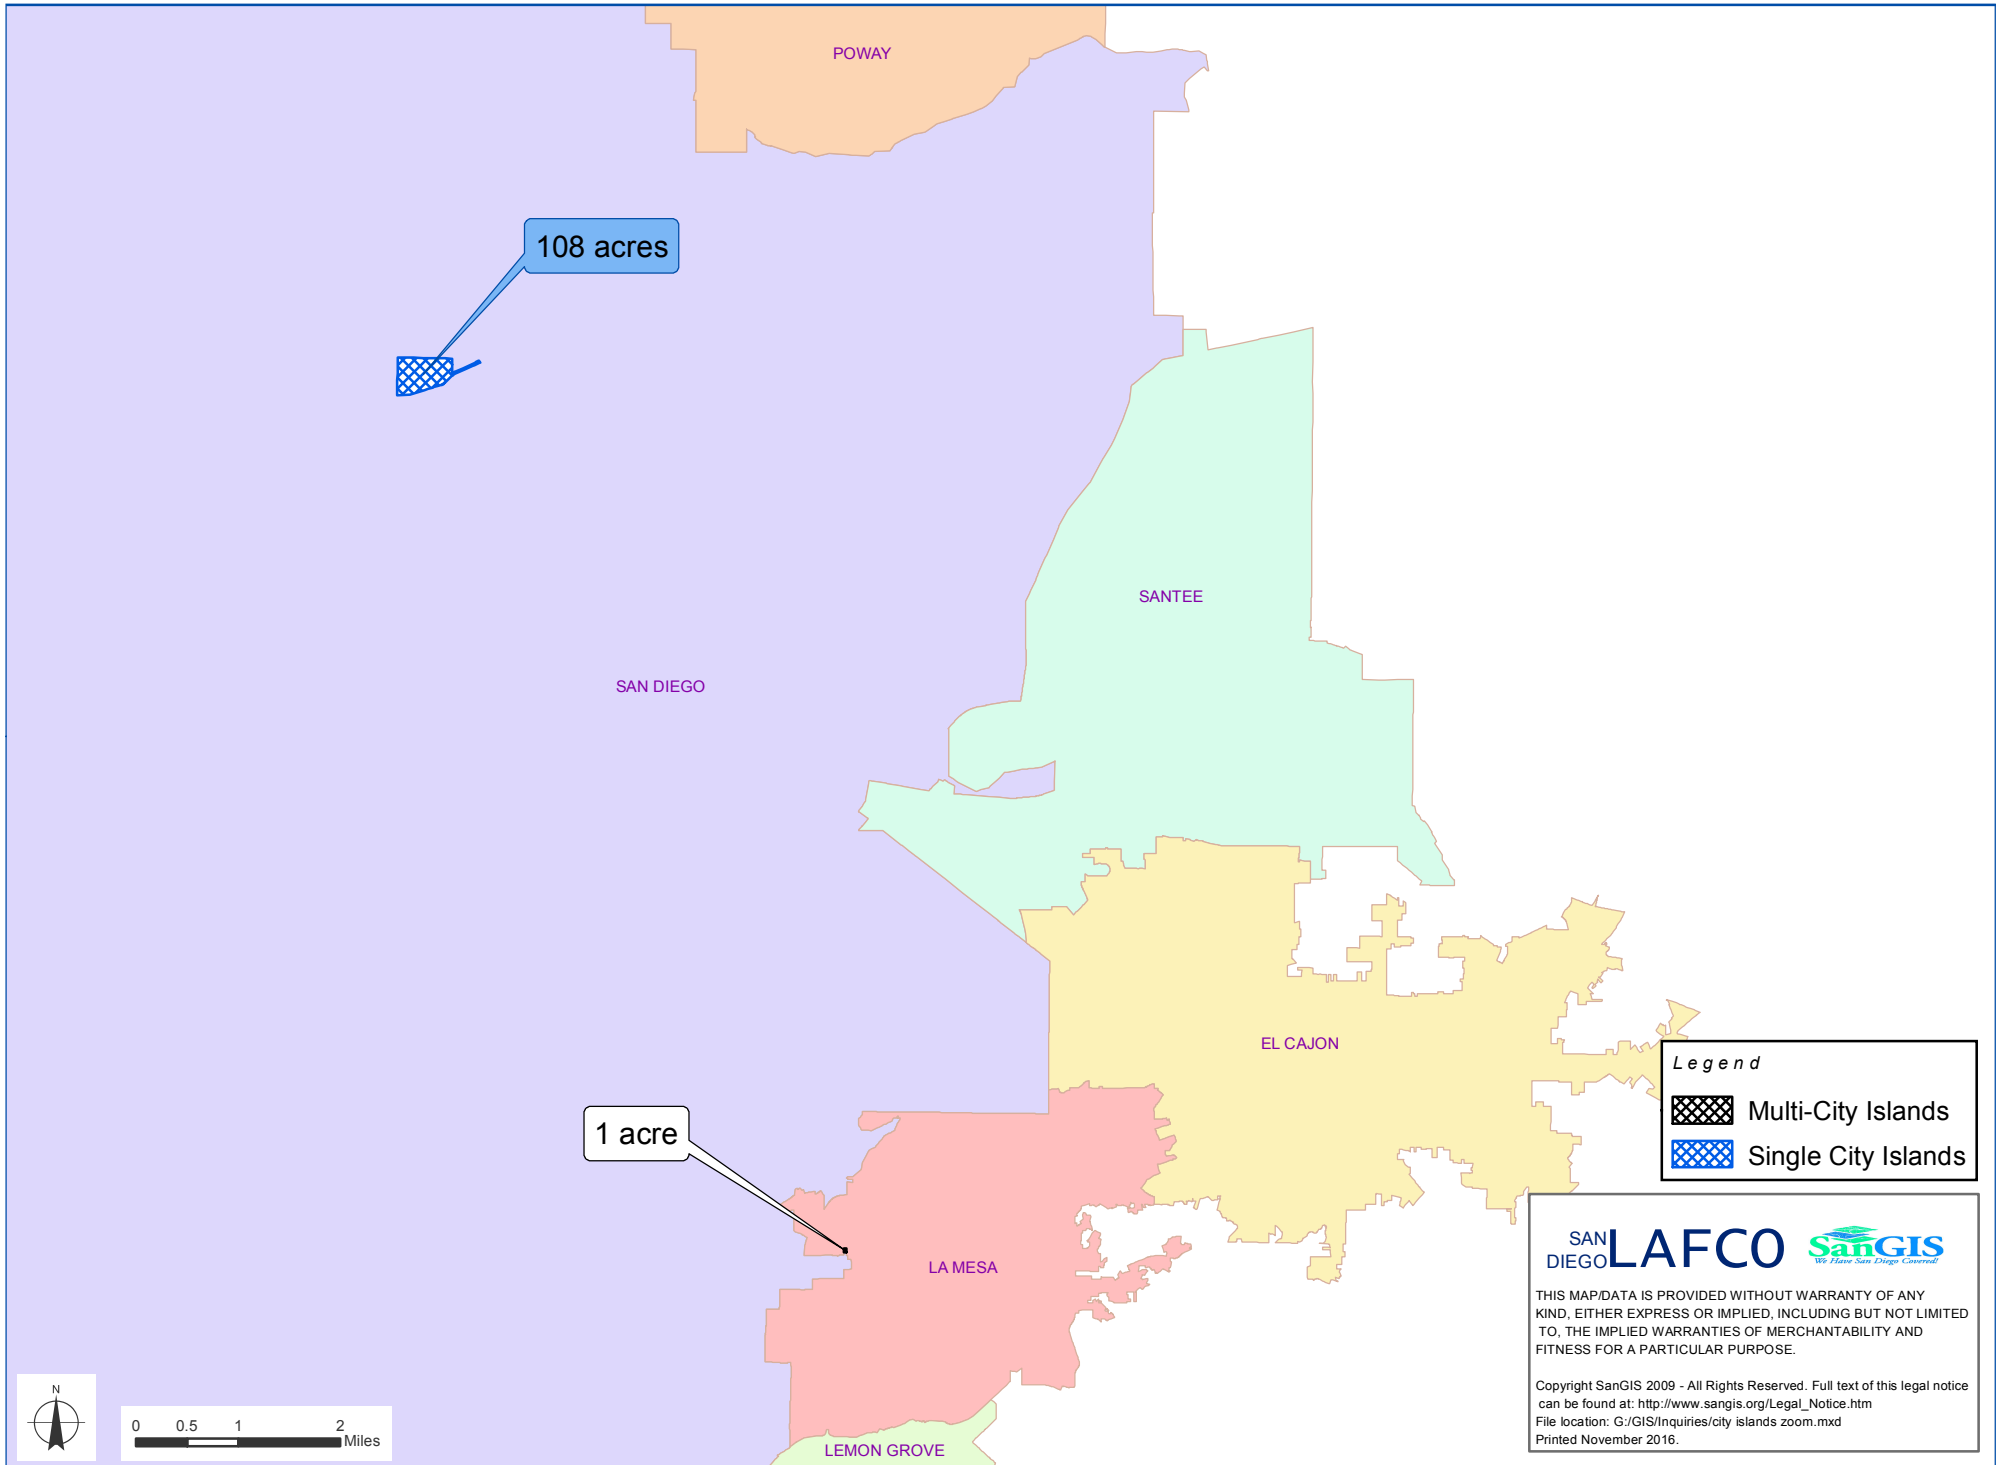 POWAY
108 acres
SANTEE
SAN DIEGO
EL CAJON
Legend
Multi-City Islands
Single City Islands
1 acre
LA MESA
LEMON GROVE
N
0 0.5 1 2
Miles
SAN
DIEGO LAFCO
SanGIS
We Have San Diego Covered!
THIS MAP/DATA IS PROVIDED WITHOUT WARRANTY OF ANY
KIND, EITHER EXPRESS OR IMPLIED, INCLUDING BUT NOT LIMITED
TO, THE IMPLIED WARRANTIES OF MERCHANTABILITY AND
FITNESS FOR A PARTICULAR PURPOSE.
Copyright SanGIS 2009 - All Rights Reserved. Full text of this legal notice
can be found at: http://www.sangis.org/Legal_Notice.htm
File location: G:/GIS/Inquiries/city islands zoom.mxd
Printed November 2016.